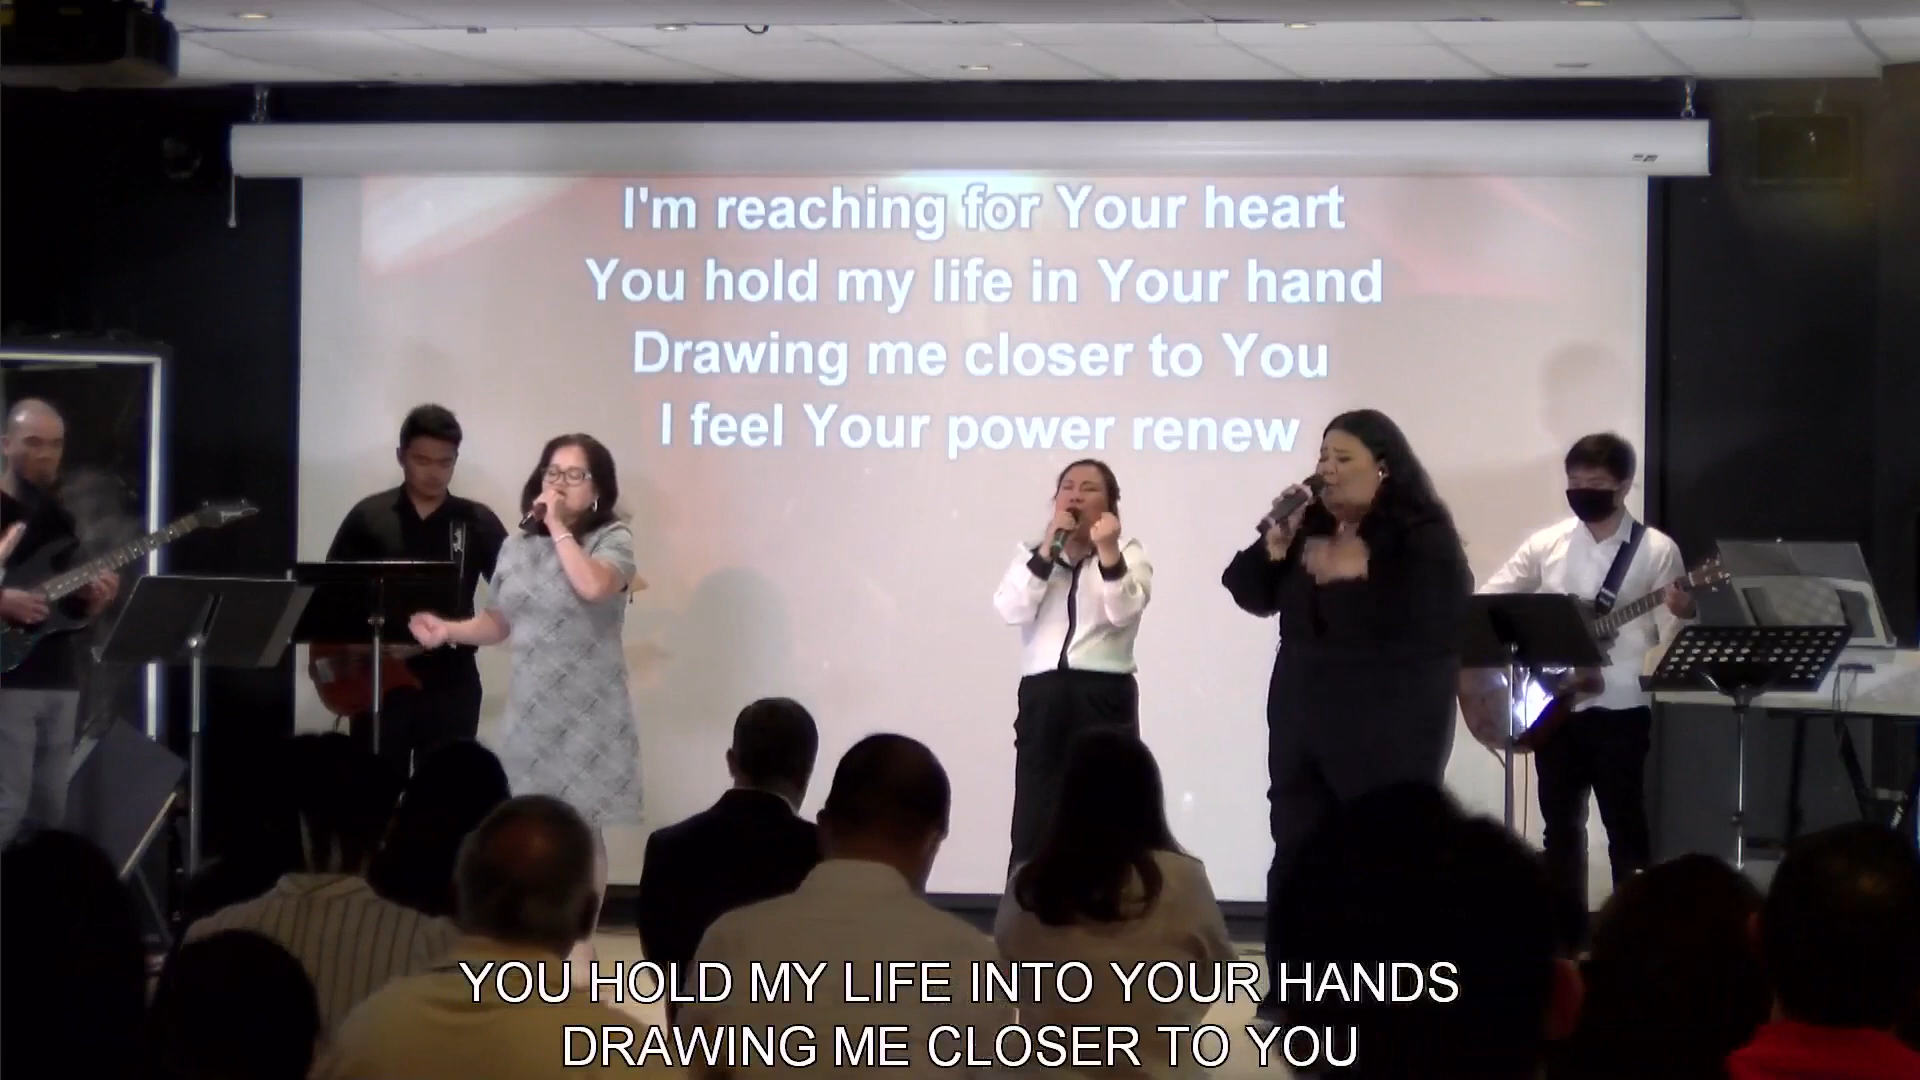 I'm reaching for Your heart
You hold my life in Your hand
Drawing me closer to You
I feel Your power renew
YOU HOLD MY LIFE INTO YOUR HANDS
DRAWING ME CLOSER TO YOU